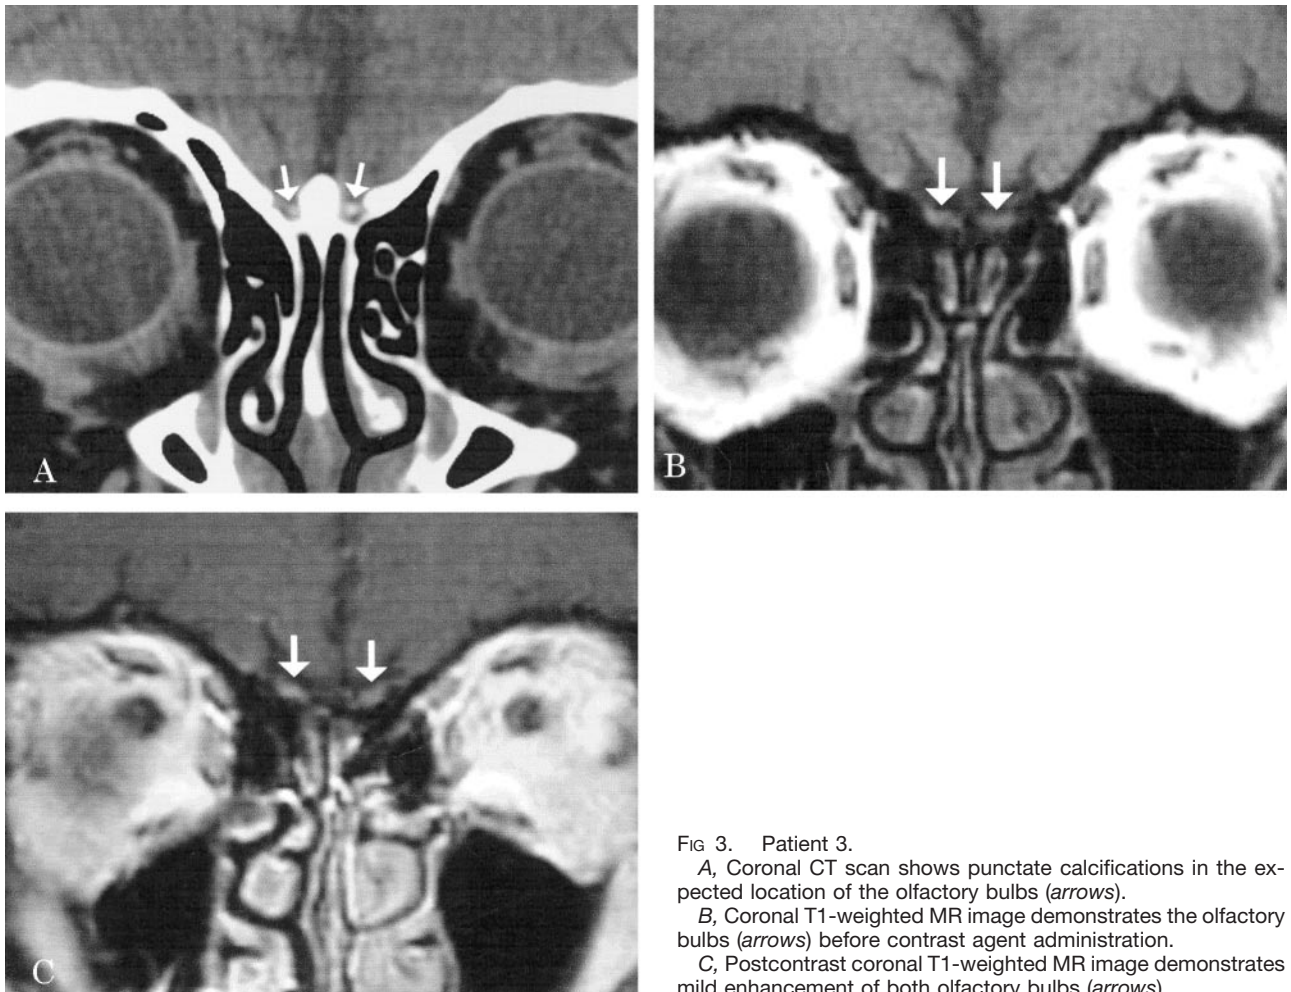 A
B
C
FIG 3. Patient 3.
A, Coronal CT scan shows punctate calcifications in the ex-
pected location of the olfactory bulbs (arrows).
B, Coronal T1-weighted MR image demonstrates the olfactory
bulbs (arrows) before contrast agent administration.
C, Postcontrast coronal T1-weighted MR image demonstrates
mild enhancement of both olfactory bulbs (arrows).